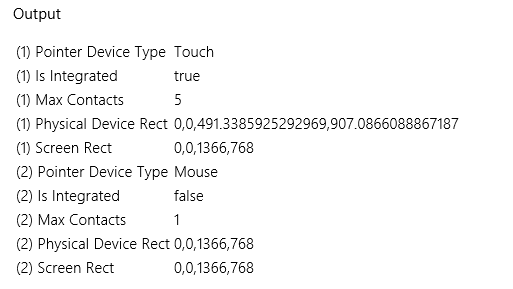 Output
(1) Pointer Device Type Touch
(1) Is Integrated true
(1) Max Contacts 5
(1) Physical Device Rect 0,0,491.3385925292969,907.0866088867187
(1) Screen Rect 0,0,1366,768
(2) Pointer Device Type Mouse
(2) Is Integrated false
(2) Max Contacts 1
(2) Physical Device Rect 0,0,1366,768
(2) Screen Rect 0,0,1366,768